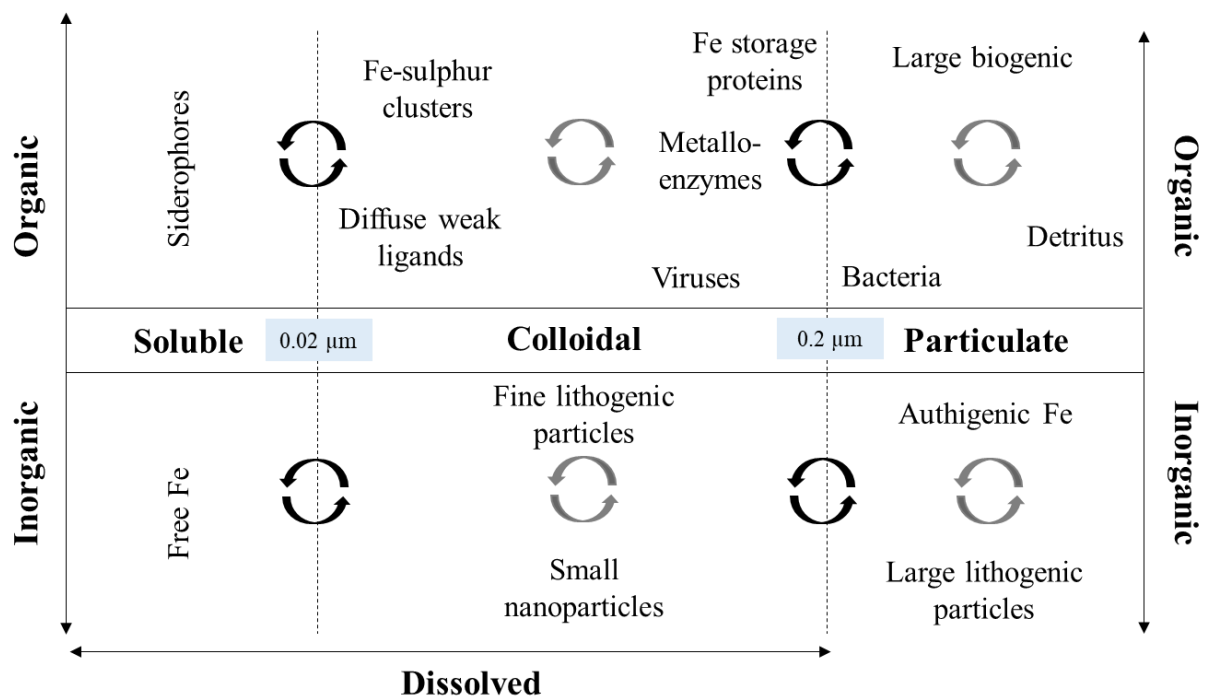 Organic
Siderophores
Fe-sulphur
clusters
Diffuse weak
ligands
Fe storage
proteins
Metallo-
enzymes
Viruses
Large biogenic
Bacteria
Detritus
Organic
Soluble
0.02 µm
Colloidal
0.2 µm
Particulate
Inorganic
Free Fe
Fine lithogenic
particles
Small
nanoparticles
Authigenic Fe
Large lithogenic
particles
Inorganic
Dissolved